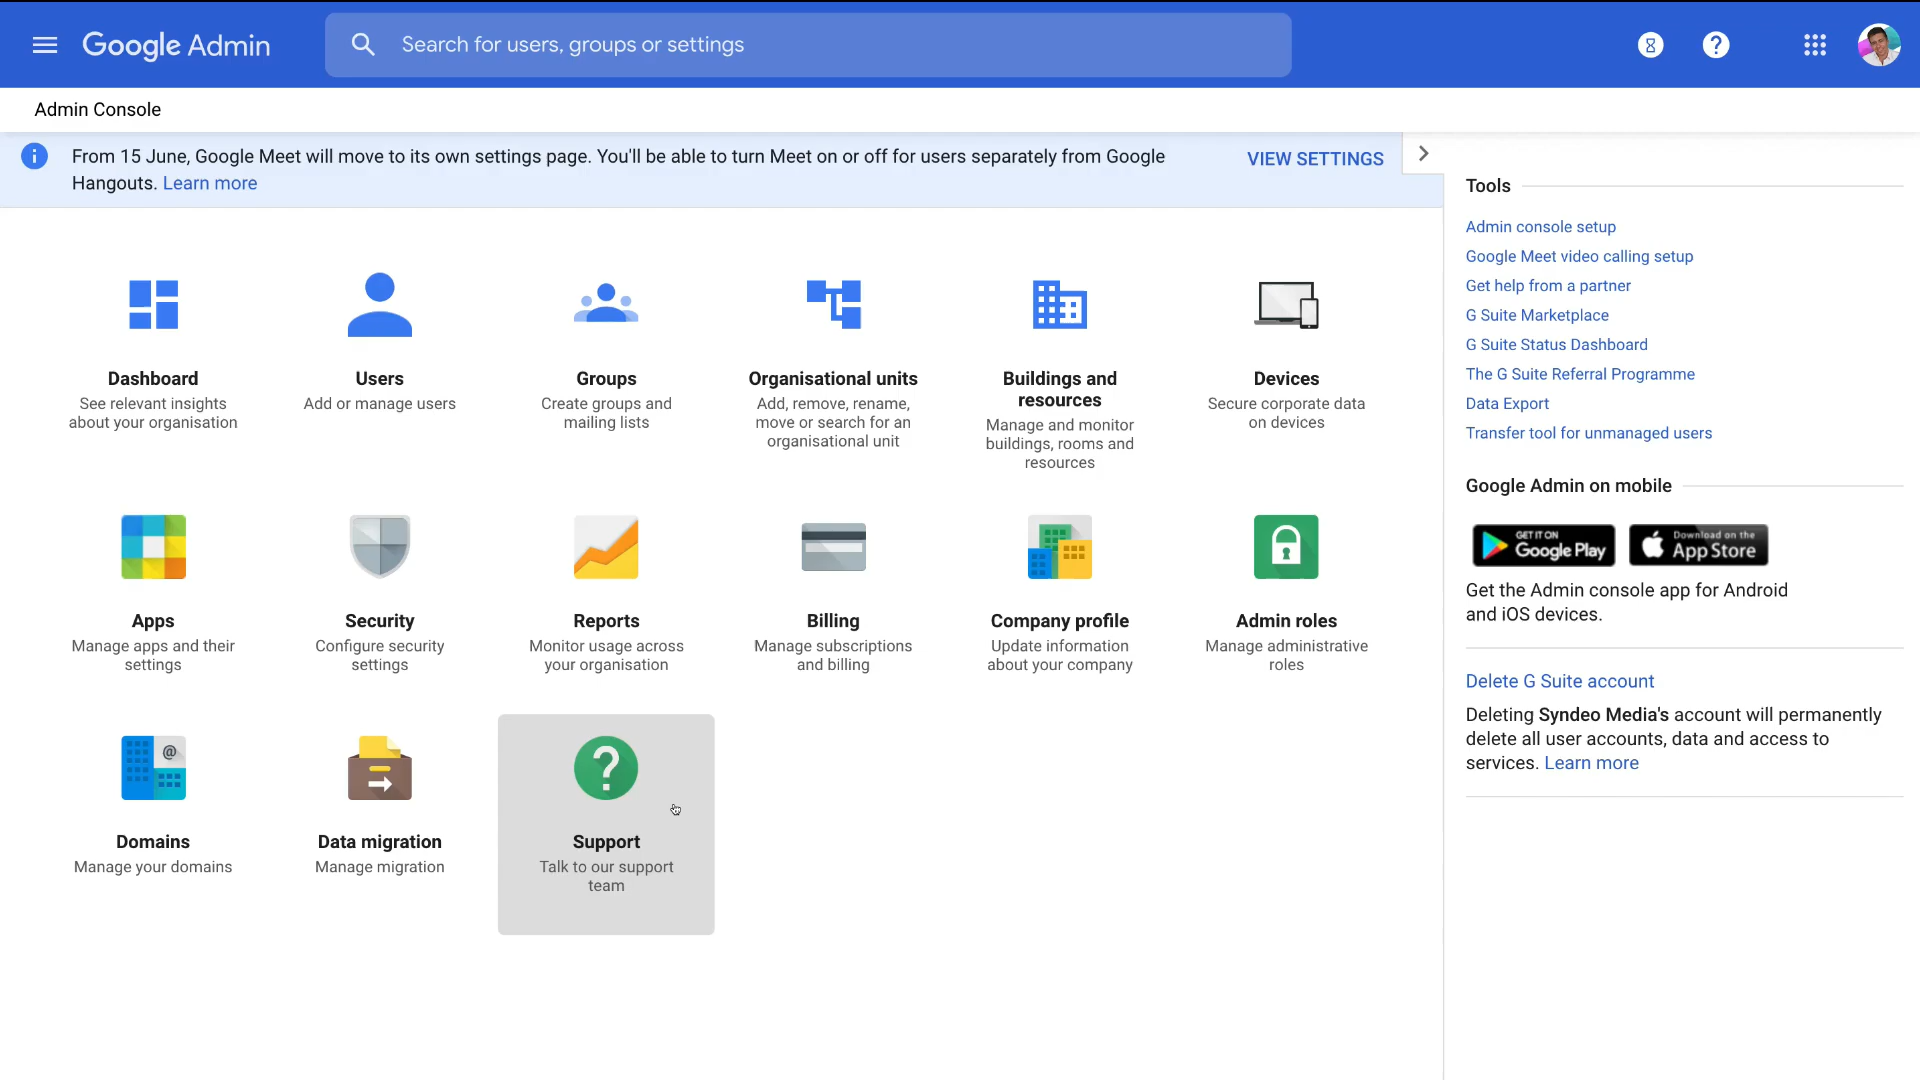 Google Admin
Search for users, groups or settings
Admin Console
From 15 June, Google Meet will move to its own settings page. You'll be able to turn Meet on or off for users separately from Google
Hangouts. Learn more
VIEW SETTINGS
Dashboard
See relevant insights
about your organisation
Users
Add or manage users
Groups
Create groups and
mailing lists
Organisational units
Add, remove, rename,
move or search for an
organisational unit
Buildings and
resources
Manage and monitor
buildings, rooms and
resources
Devices
Secure corporate data
on devices
Apps
Manage apps and their
settings
Security
Configure security
settings
Reports
Monitor usage across
your organisation
Billing
Manage subscriptions
and billing
Company profile
Update information
about your company
Admin roles
Manage administrative
roles
@
Domains
Manage your domains
Data migration
Manage migration
?
Support
Talk to our support
team
Tools
Admin console setup
Google Meet video calling setup
Get help from a partner
G Suite Marketplace
G Suite Status Dashboard
The G Suite Referral Programme
Data Export
Transfer tool for unmanaged users
Google Admin on mobile
GET IT ON
Google Play
Download on the
App Store
Get the Admin console app for Android
and iOS devices.
Delete G Suite account
Deleting Syndeo Media's account will permanently
delete all user accounts, data and access to
services. Learn more